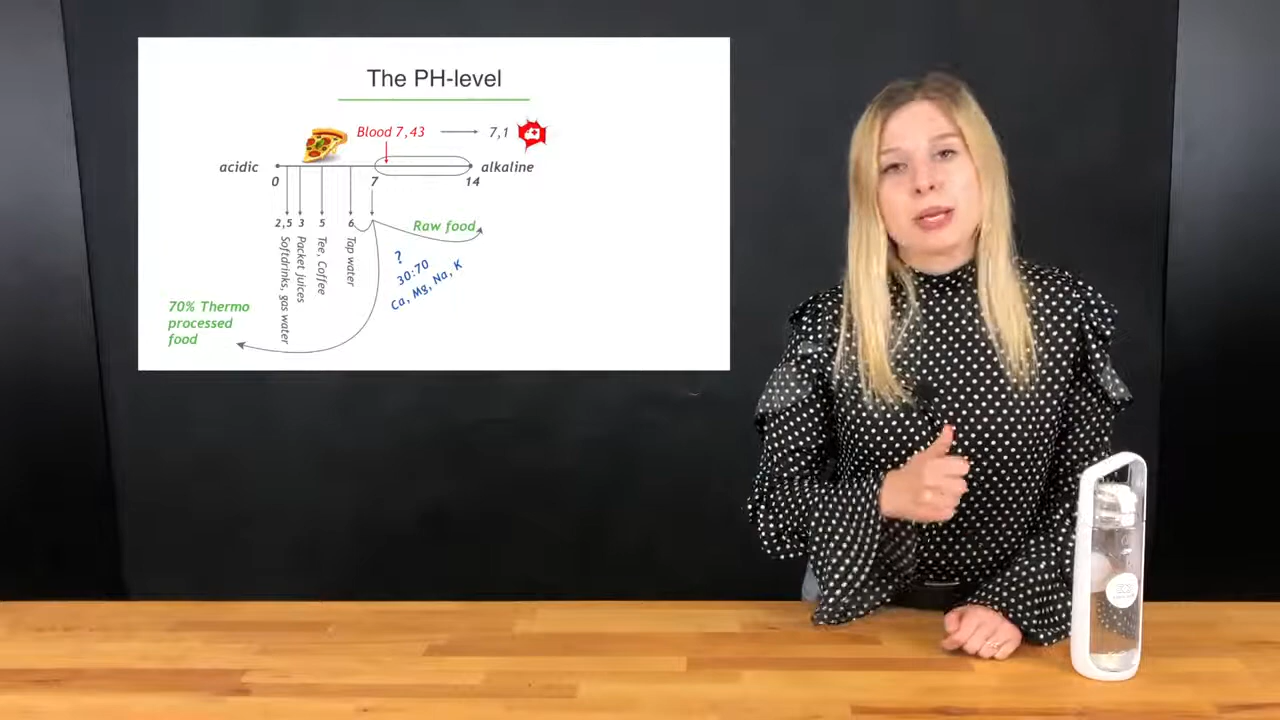 The PH-level
Blood 7,43
7,1
acidic
alkaline
0
7
14
2,5
3
5
6
Softdrinks, gas water
Packet juices
Tee, Coffee
Tap water
Raw food
?
30:70
Ca, Mg, Na, K
70% Thermo
processed
food